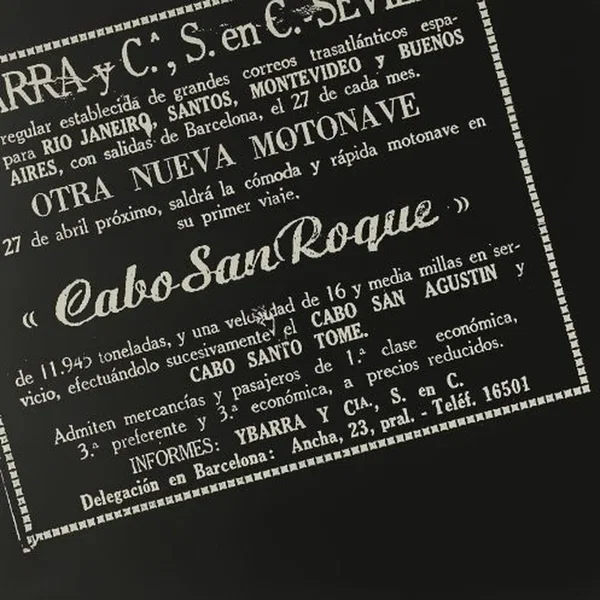 ARRA y C.ª, S. en C.-SEVIL
regular establecida de grandes correos trasatlánticos espa-
para RIO JANEIRO, SANTOS, MONTEVIDEO y BUENOS
AIRES, con salidas de Barcelona, el 27 de cada mes.
OTRA NUEVA MOTONAVE
27 de abril próximo, saldrá la cómoda y rápida motonave en
su primer viaje,
« Cabo San Roque »
de 11.945 toneladas, y una velocidad de 16 y media millas en ser-
vicio, efectuándolo sucesivamente el CABO SAN AGUSTIN y
CABO SANTO TOME.
Admiten mercancías y pasajeros de 1.ª clase económica,
3.ª preferente y 3.ª económica, a precios reducidos.
INFORMES: YBARRA Y CIA., S. en C.
Delegación en Barcelona: Ancha, 23, pral. - Teléf. 16501